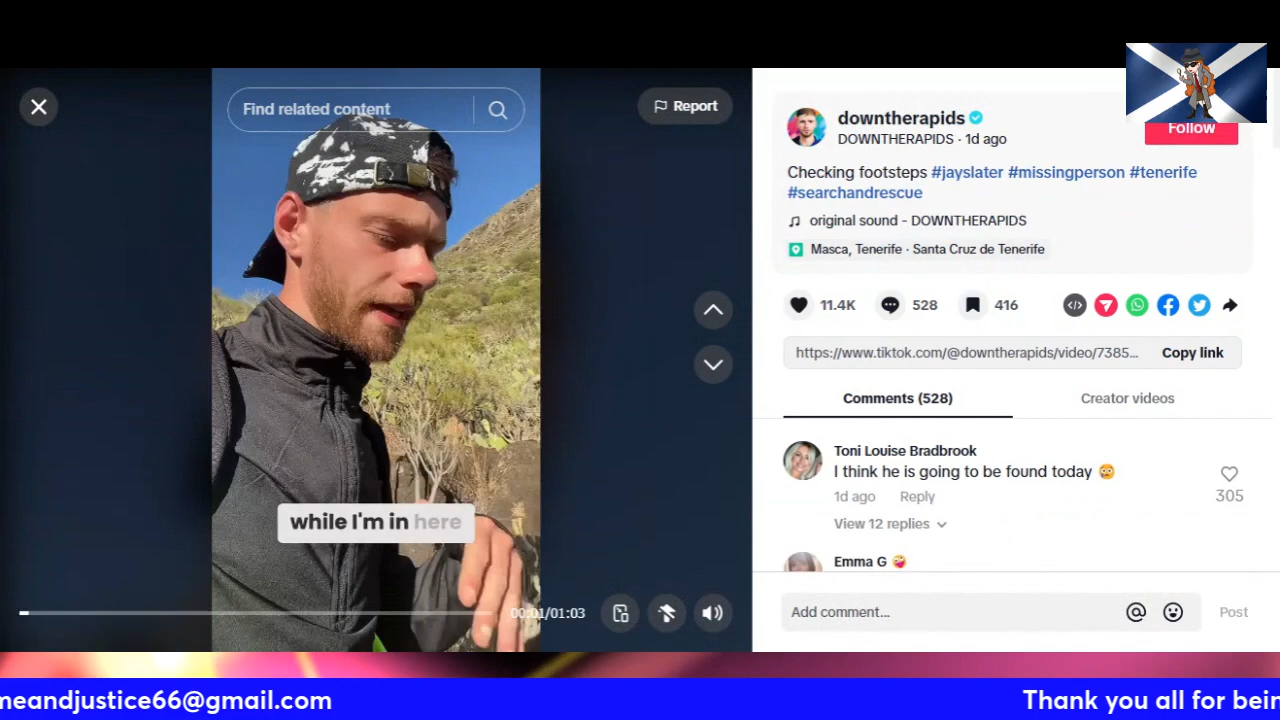 Find related content
Report
while I'm in here
00:01/01:03
downtherapids
DOWNTHERAPIDS · 1d ago
Follow
Checking footsteps #jayslater #missingperson #tenerife
#searchandrescue
original sound - DOWNTHERAPIDS
Masca, Tenerife · Santa Cruz de Tenerife
11.4K
528
416
https://www.tiktok.com/@downtherapids/video/7385...
Copy link
Comments (528)
Creator videos
Toni Louise Bradbrook
I think he is going to be found today 😨
305
1d ago
Reply
View 12 replies
Emma G 🤪
Add comment...
Post
meandjustice66@gmail.com
Thank you all for bein